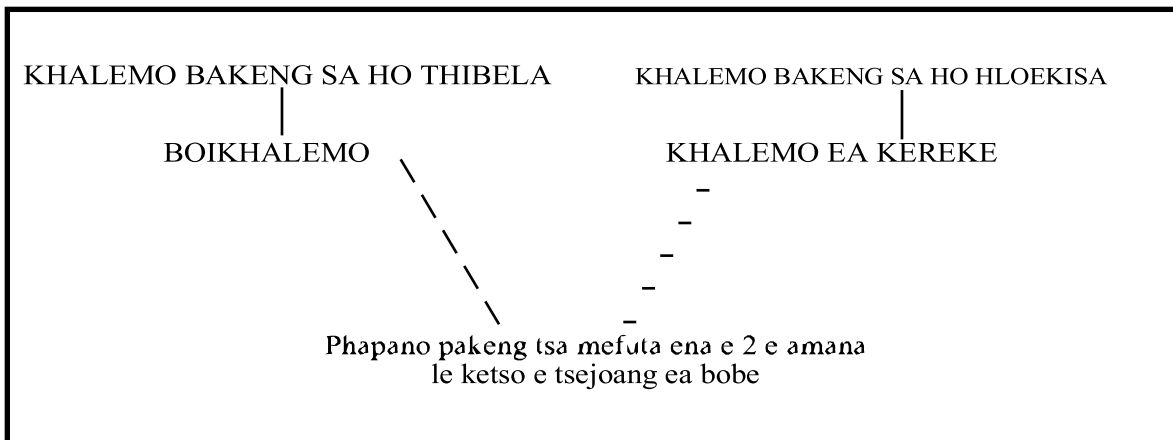 KHALEMO BAKENG SA HO THIBELA
KHALEMO BAKENG SA HO HLOEKISA
BOIKHALEMO
KHALEMO EA KEREKE
Phapano pakeng tsa mefuta ena e 2 e amana
le ketso e tsejoang ea bobe